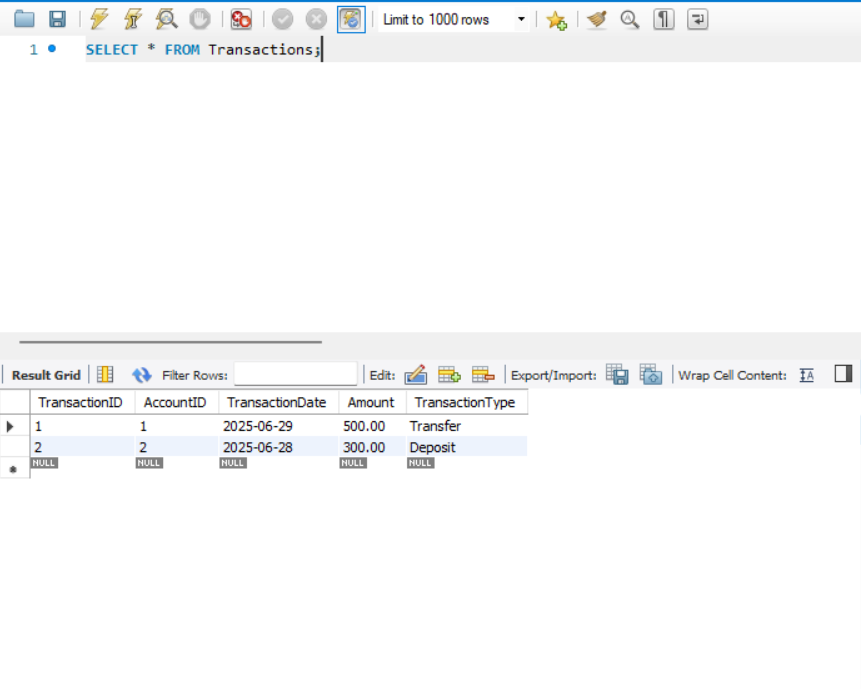 Limit to 1000 rows
1 SELECT * FROM Transactions;
Result Grid Filter Rows: Edit: Export/Import: Wrap Cell Content: IA
TransactionID AccountID TransactionDate Amount TransactionType
1 1 2025-06-29 500.00 Transfer
2 2 2025-06-28 300.00 Deposit
NULL NULL NULL NULL NULL